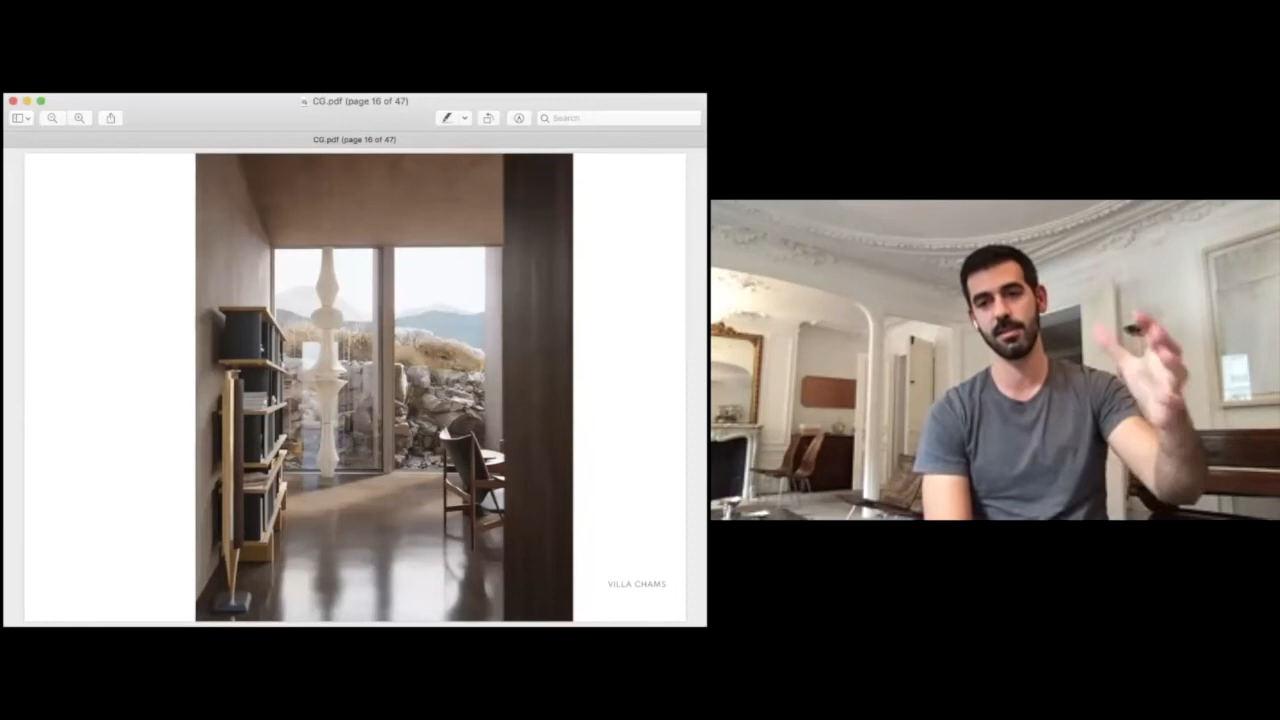 CG.pdf (page 16 of 47)
Search
CG.pdf (page 16 of 47)
VILLA CHAMS